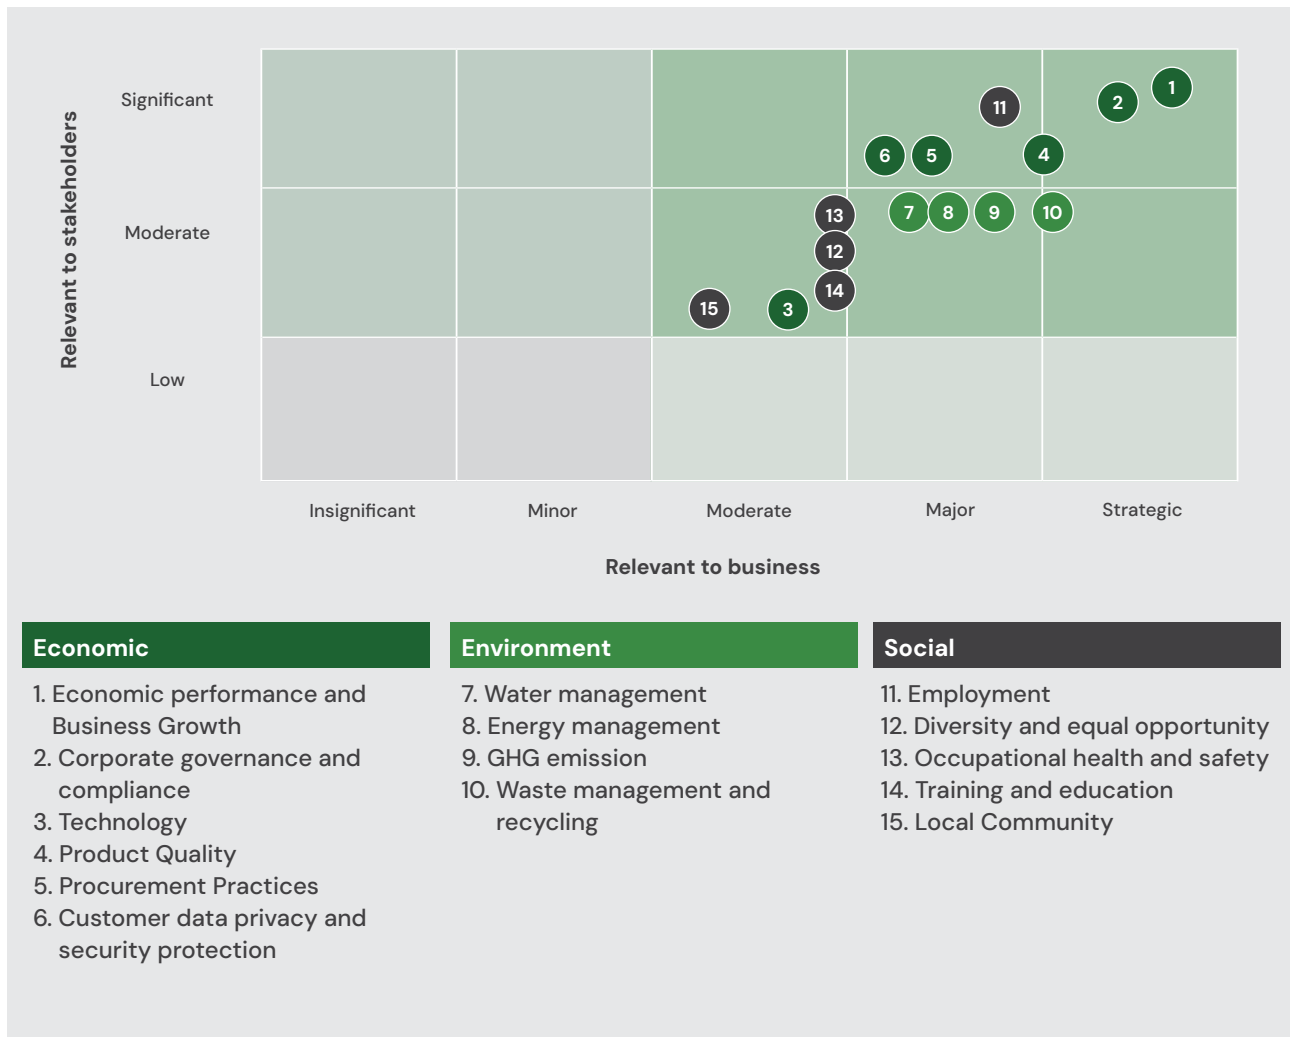 Relevant to stakeholders
Significant
Moderate
Low
1
2
11
6
5
4
13
7
8
9
10
12
14
15
3
Insignificant
Minor
Moderate
Major
Strategic
Relevant to business
Economic
1. Economic performance and
Business Growth
2. Corporate governance and
compliance
3. Technology
4. Product Quality
5. Procurement Practices
6. Customer data privacy and
security protection
Environment
7. Water management
8. Energy management
9. GHG emission
10. Waste management and
recycling
Social
11. Employment
12. Diversity and equal opportunity
13. Occupational health and safety
14. Training and education
15. Local Community